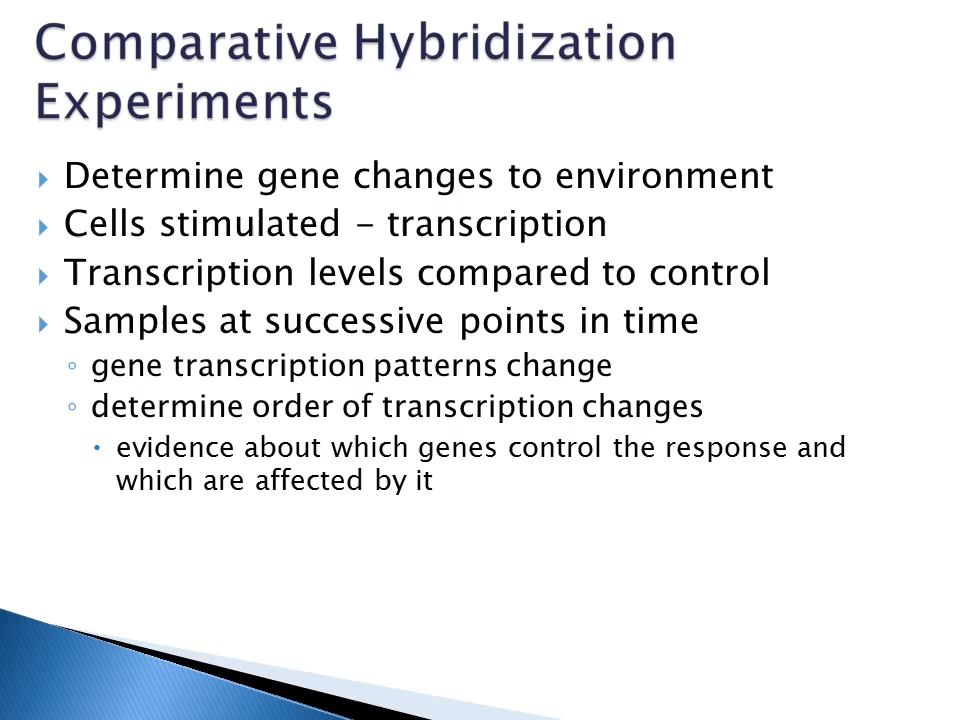 Comparative Hybridization
Experiments
Determine gene changes to environment
Cells stimulated - transcription
Transcription levels compared to control
Samples at successive points in time
gene transcription patterns change
determine order of transcription changes
evidence about which genes control the response and
which are affected by it